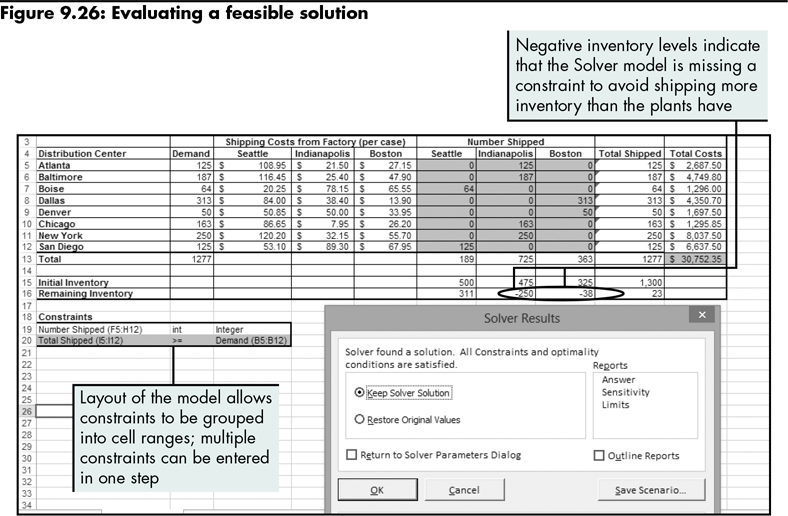 Figure 9.26: Evaluating a feasible solution
Negative inventory levels indicate
that the Solver model is missing a
constraint to avoid shipping more
inventory than the plants have
3 Shipping Costs from Factory (per case) Number Shipped
4 Distribution Center Demand Seattle Indianapolis Boston Seattle Indianapolis Boston Total Shipped Total Costs
5 Atlanta 125 $ 108.95 $ 21.50 $ 27.15 0 125 0 125 $ 2,687.50
6 Baltimore 187 $ 116.45 $ 25.40 $ 47.90 0 187 0 187 $ 4,749.80
7 Boise 64 $ 20.25 $ 78.15 $ 65.55 64 0 0 64 $ 1,296.00
8 Dallas 313 $ 84.00 $ 38.40 $ 13.90 0 0 313 313 $ 4,350.70
9 Denver 50 $ 50.85 $ 50.00 $ 33.95 0 0 50 50 $ 1,697.50
10 Chicago 163 $ 86.65 $ 7.95 $ 26.20 0 163 0 163 $ 1,295.85
11 New York 250 $ 120.20 $ 32.15 $ 55.70 0 250 0 250 $ 8,037.50
12 San Diego 125 $ 53.10 $ 89.30 $ 67.95 125 0 0 125 $ 6,637.50
13 Total 1277 189 725 363 1277 $ 30,752.35
14
15 Initial Inventory 500 475 325 1,300
16 Remaining Inventory 311 -250 -38 23
17
18 Constraints
19 Number Shipped (F5:H12) int Integer
20 Total Shipped (I5:I12) >= Demand (B5:B12)
21
22
23
24
25
26
27
28
29
30
31
32
33
34
Layout of the model allows
constraints to be grouped
into cell ranges; multiple
constraints can be entered
in one step
Solver Results
Solver found a solution. All Constraints and optimality
conditions are satisfied.
Keep Solver Solution
Restore Original Values
Reports
Answer
Sensitivity
Limits
Return to Solver Parameters Dialog
Outline Reports
OK
Cancel
Save Scenario...